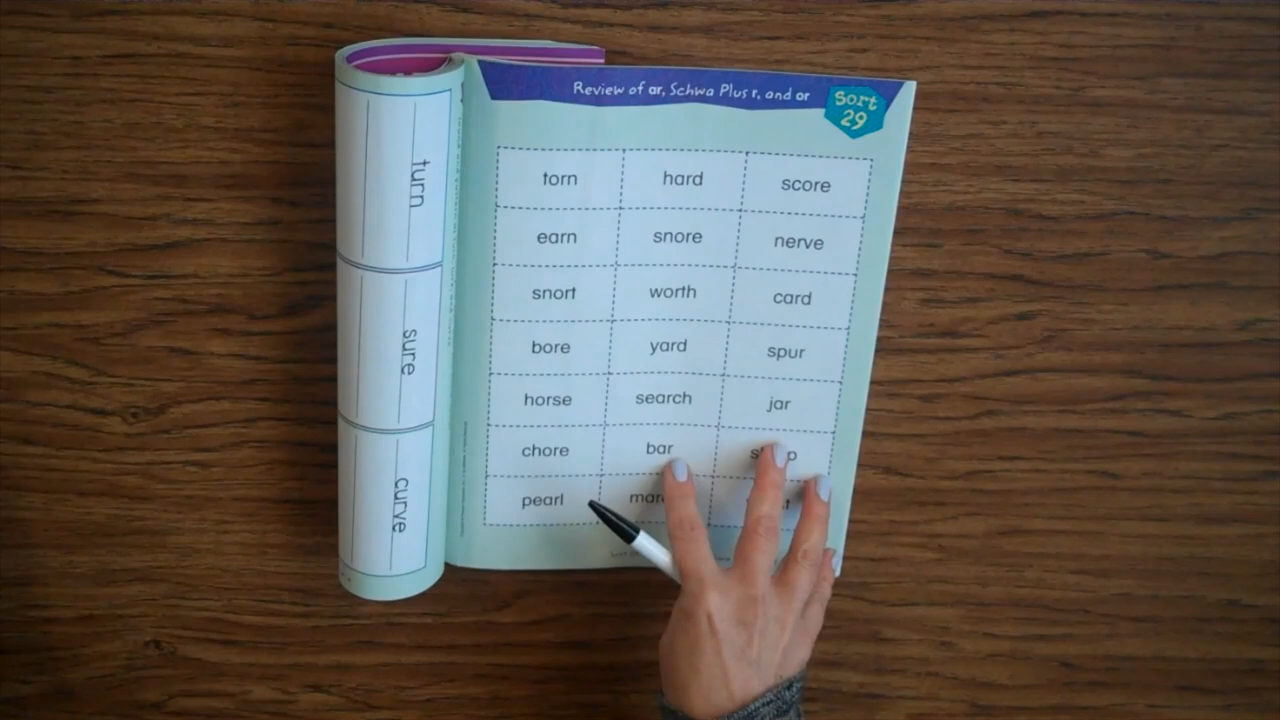 Review of ar, Schwa Plus r, and or
Sort
29
torn hard score
earn snore nerve
snort worth card
bore yard spur
horse search jar
chore bar
pearl
turn
sure
curve